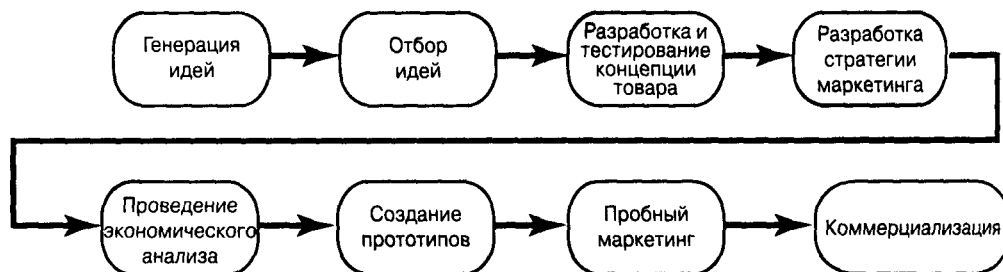 Генерация
идей
Отбор
идей
Разработка и
тестирование
концепции
товара
Разработка
стратегии
маркетинга
Проведение
экономического
анализа
Создание
прототипов
Пробный
маркетинг
Коммерциализация